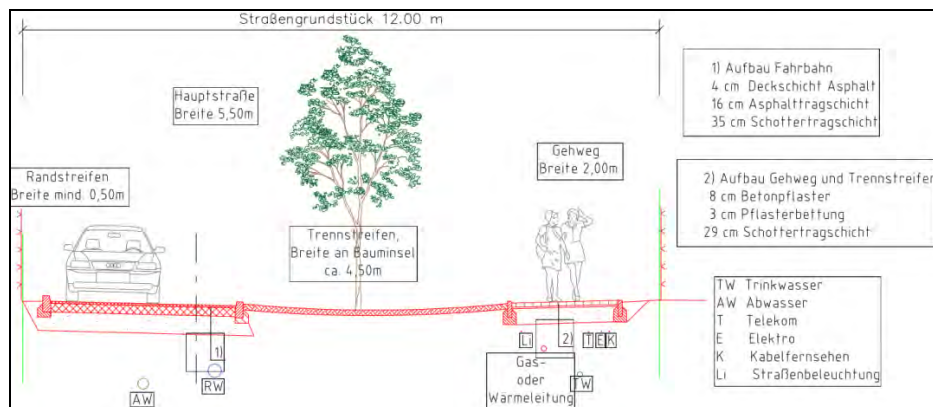 Straßengrundstück 12.00 m
Hauptstraße
Breite 5,50m
Randstreifen
Breite mind. 0,50m
Trennstreifen,
Breite an Bauminsel
ca. 4,50m
Gehweg
Breite 2,00m
1) Aufbau Fahrbahn
4 cm Deckschicht Asphalt
16 cm Asphalttragschicht
35 cm Schottertragschicht
2) Aufbau Gehweg und Trennstreifen
8 cm Betonpflaster
3 cm Pflasterbettung
29 cm Schottertragschicht
TW Trinkwasser
AW Abwasser
T Telekom
E Elektro
K Kabelfernsehen
Li Straßenbeleuchtung
1)
RW
AW
Li
2)
T E K
Gas-
oder
Wärmeleitung
TW